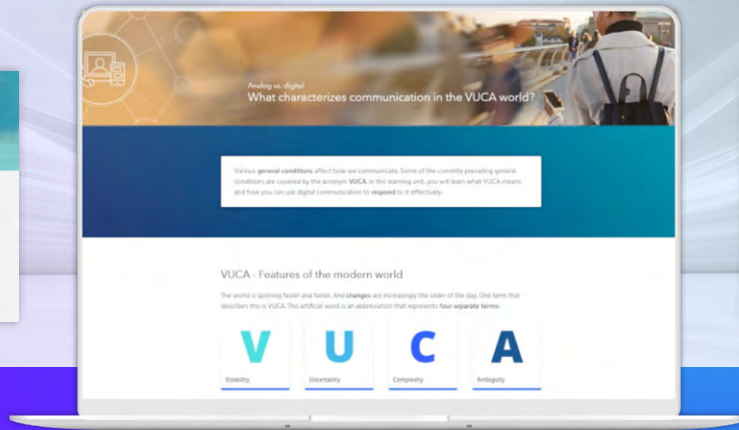 Analog vs. digital
What characterizes communication in the VUCA world?
Various general conditions affect how we communicate. Some of the currently prevailing general
conditions are covered by the acronym VUCA. In this learning unit, you will learn what VUCA means
and how you can use digital communication to respond to it effectively.
VUCA - Features of the modern world
The world is spinning faster and faster. And changes are increasingly the order of the day. One term that
describes this is VUCA. This artificial word is an abbreviation that represents four separate terms:
V U C A
Volatility Uncertainty Complexity Ambiguity